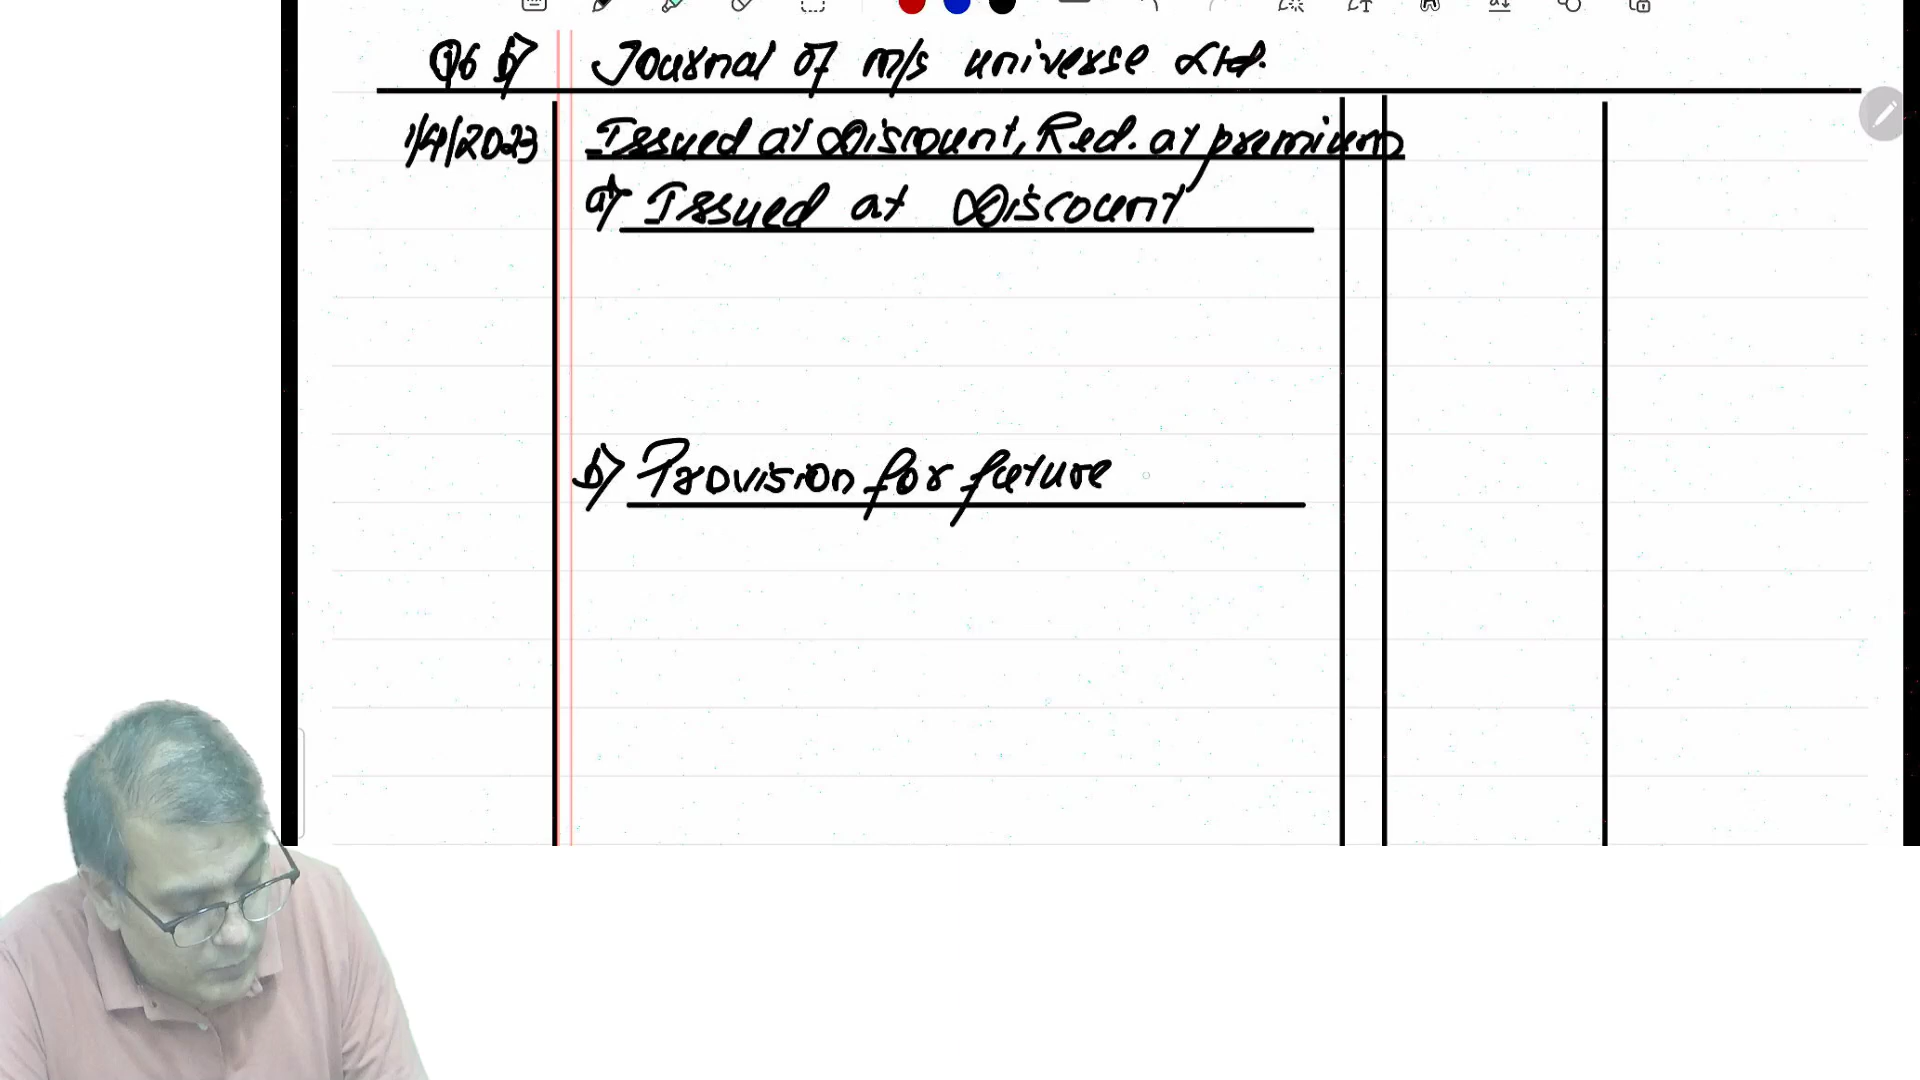 Q6 b) Journal of m/s universe Ltd.
1/4/2023 Issued at Discount, Red. at premium
a) Issued at Discount
b) Provision for future